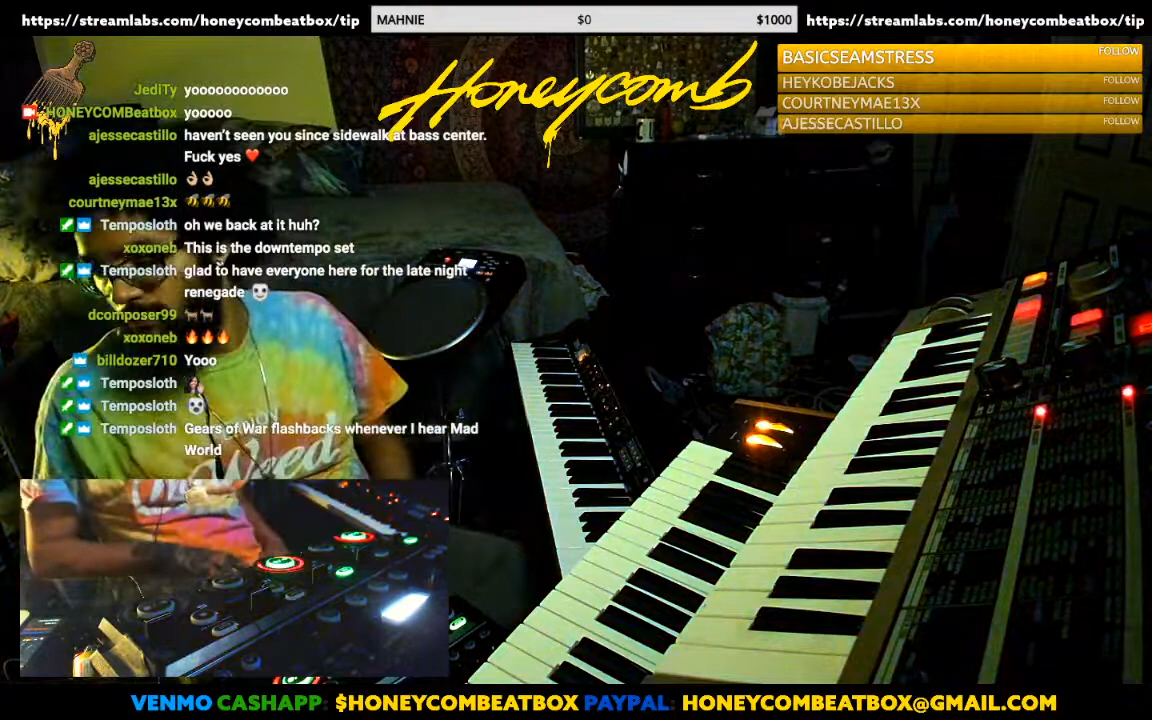 https://streamlabs.com/honeycombeatbox/tip
MAHNIE $0 $1000
https://streamlabs.com/honeycombeatbox/tip
Honeycomb
BASICSEAMSTRESS FOLLOW
HEYKOBEJACKS FOLLOW
COURTNEYMAE13X FOLLOW
AJESSECASTILLO FOLLOW
JediTy yoooooooooooo
HONEYCOMBeatbox yooooo
ajessecastillo haven't seen you since sidewalk at bass center.
Fuck yes ❤️
ajessecastillo 👌🏼👌🏼
courtneymae13x 🐝🐝🐝
Temposloth oh we back at it huh?
xoxoneb This is the downtempo set
Temposloth glad to have everyone here for the late night
renegade
dcomposer99 🐐🐐
xoxoneb 🔥🔥🔥
billdozer710 Yooo
Temposloth
Temposloth
Temposloth Gears of War flashbacks whenever I hear Mad
World
Weed
VENMO CASHAPP: $HONEYCOMBEATBOX PAYPAL: HONEYCOMBEATBOX@GMAIL.COM